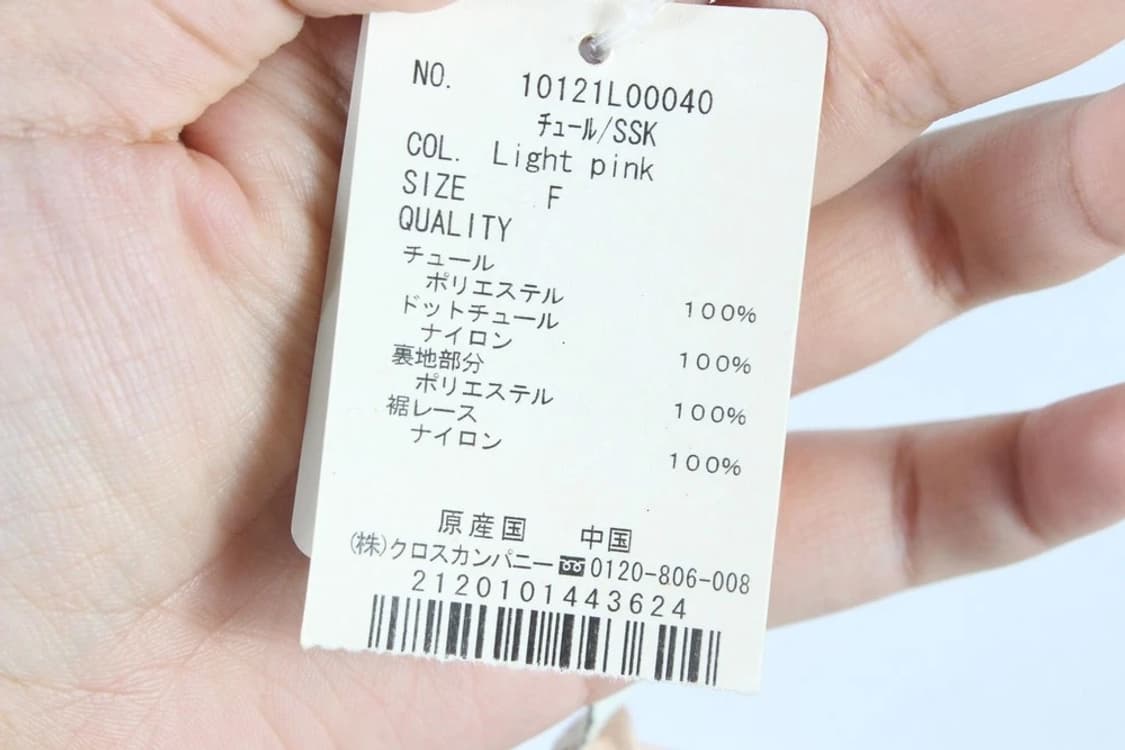 NO. 10121L00040
チュール/SSK
COL. Light pink
SIZE F
QUALITY
チュール
ポリエステル 100%
ドットチュール
ナイロン 100%
裏地部分
ポリエステル 100%
裾レース
ナイロン 100%
原産国 中国
(株)クロスカンパニー 0120-806-008
2120101443624